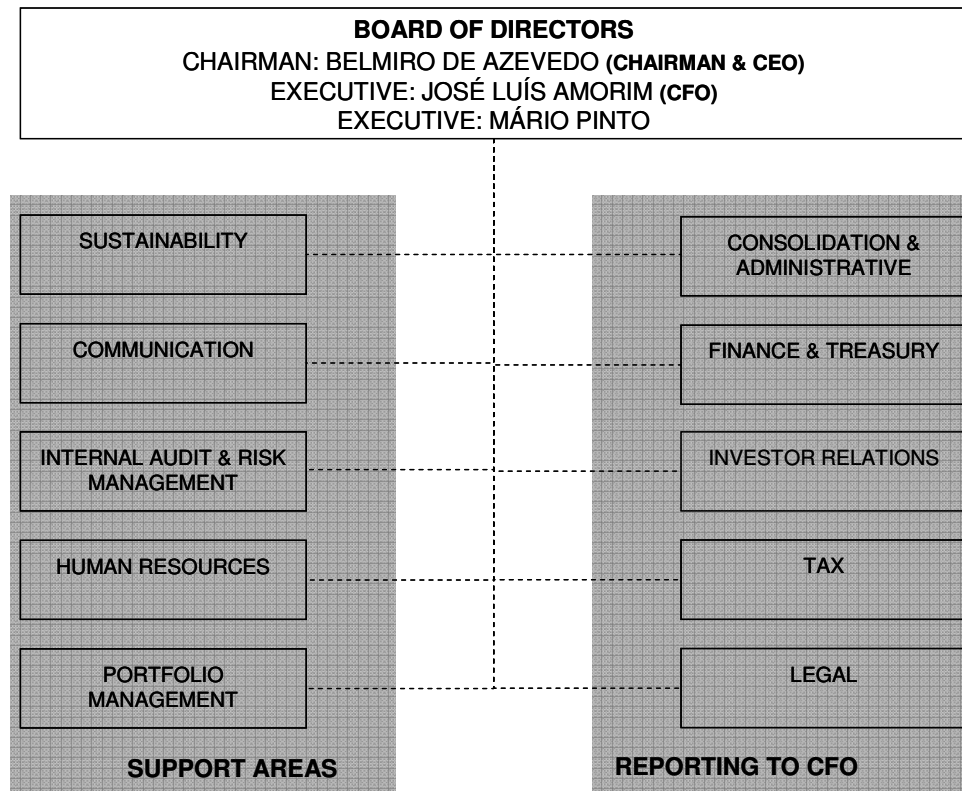 BOARD OF DIRECTORS
CHAIRMAN: BELMIRO DE AZEVEDO (CHAIRMAN & CEO)
EXECUTIVE: JOSÉ LUÍS AMORIM (CFO)
EXECUTIVE: MÁRIO PINTO
SUSTAINABILITY
COMMUNICATION
INTERNAL AUDIT & RISK
MANAGEMENT
HUMAN RESOURCES
PORTFOLIO
MANAGEMENT
SUPPORT AREAS
CONSOLIDATION &
ADMINISTRATIVE
FINANCE & TREASURY
INVESTOR RELATIONS
TAX
LEGAL
REPORTING TO CFO